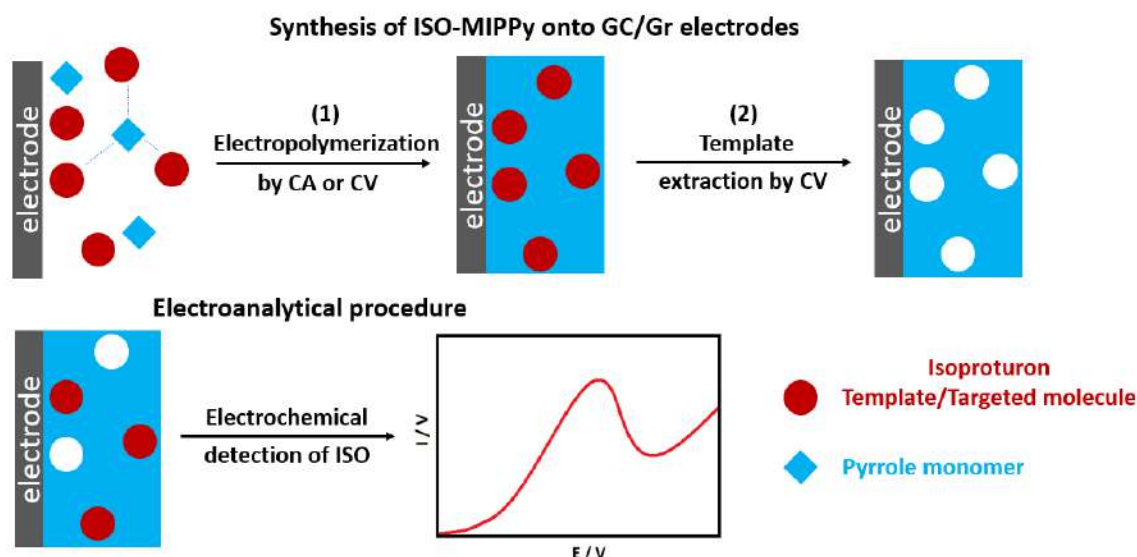 Synthesis of ISO-MIPPy onto GC/Gr electrodes
electrode
(1)
Electropolymerization
by CA or CV
electrode
(2)
Template
extraction by CV
electrode
Electroanalytical procedure
electrode
Electrochemical
detection of ISO
I / V
E / V
Isoproturon
Template/Targeted molecule
Pyrrole monomer